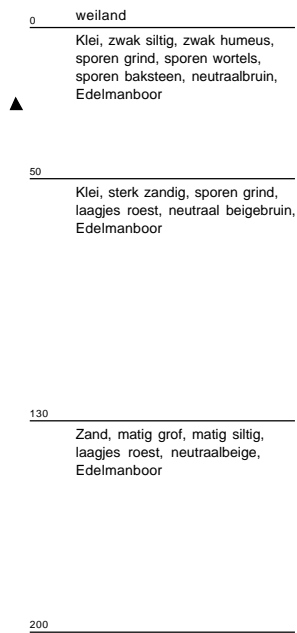 0 weiland
Klei, zwak siltig, zwak humeus,
sporen grind, sporen wortels,
sporen baksteen, neutraalbruin,
Edelmanboor
50
Klei, sterk zandig, sporen grind,
laagjes roest, neutraal beigebruin,
Edelmanboor
130
Zand, matig grof, matig siltig,
laagjes roest, neutraalbeige,
Edelmanboor
200